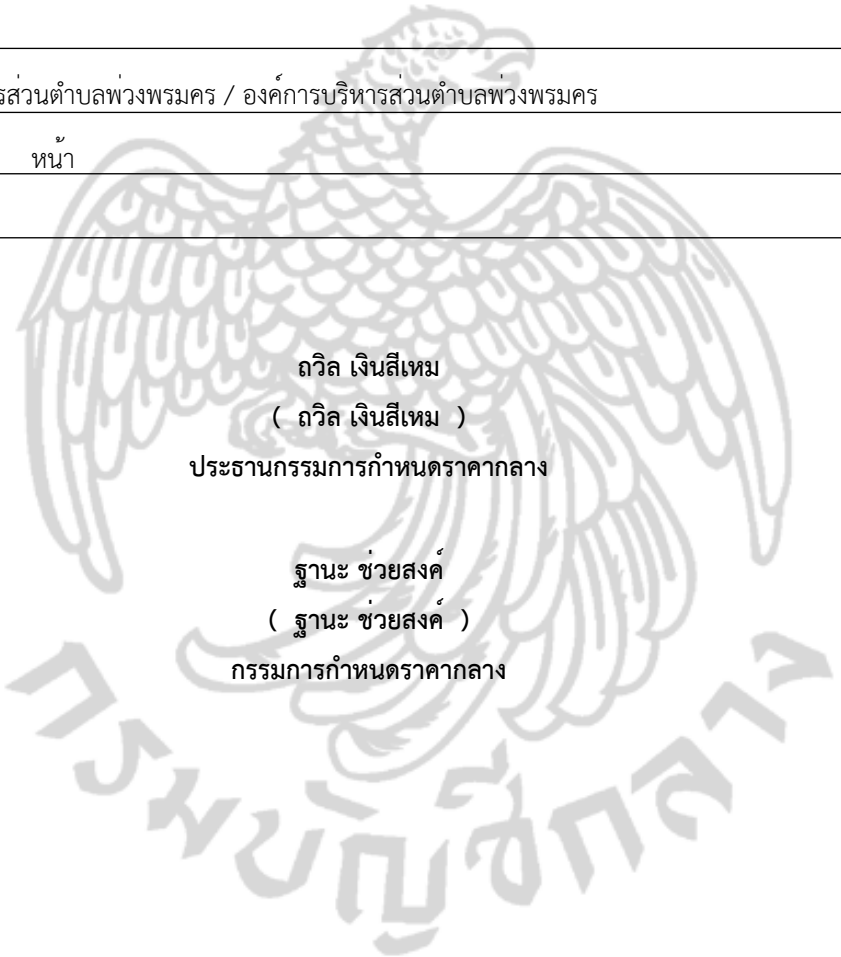 รส่วนตำบลพ่วงพรมคร / องค์การบริหารส่วนตำบลพ่วงพรมคร
หน้า
ถวิล เงินสีเหม
( ถวิล เงินสีเหม )
ประธานกรรมการกำหนดราคากลาง
ฐานะ ช่วยสงค์
( ฐานะ ช่วยสงค์ )
กรรมการกำหนดราคากลาง
กรมบัญชีกลาง